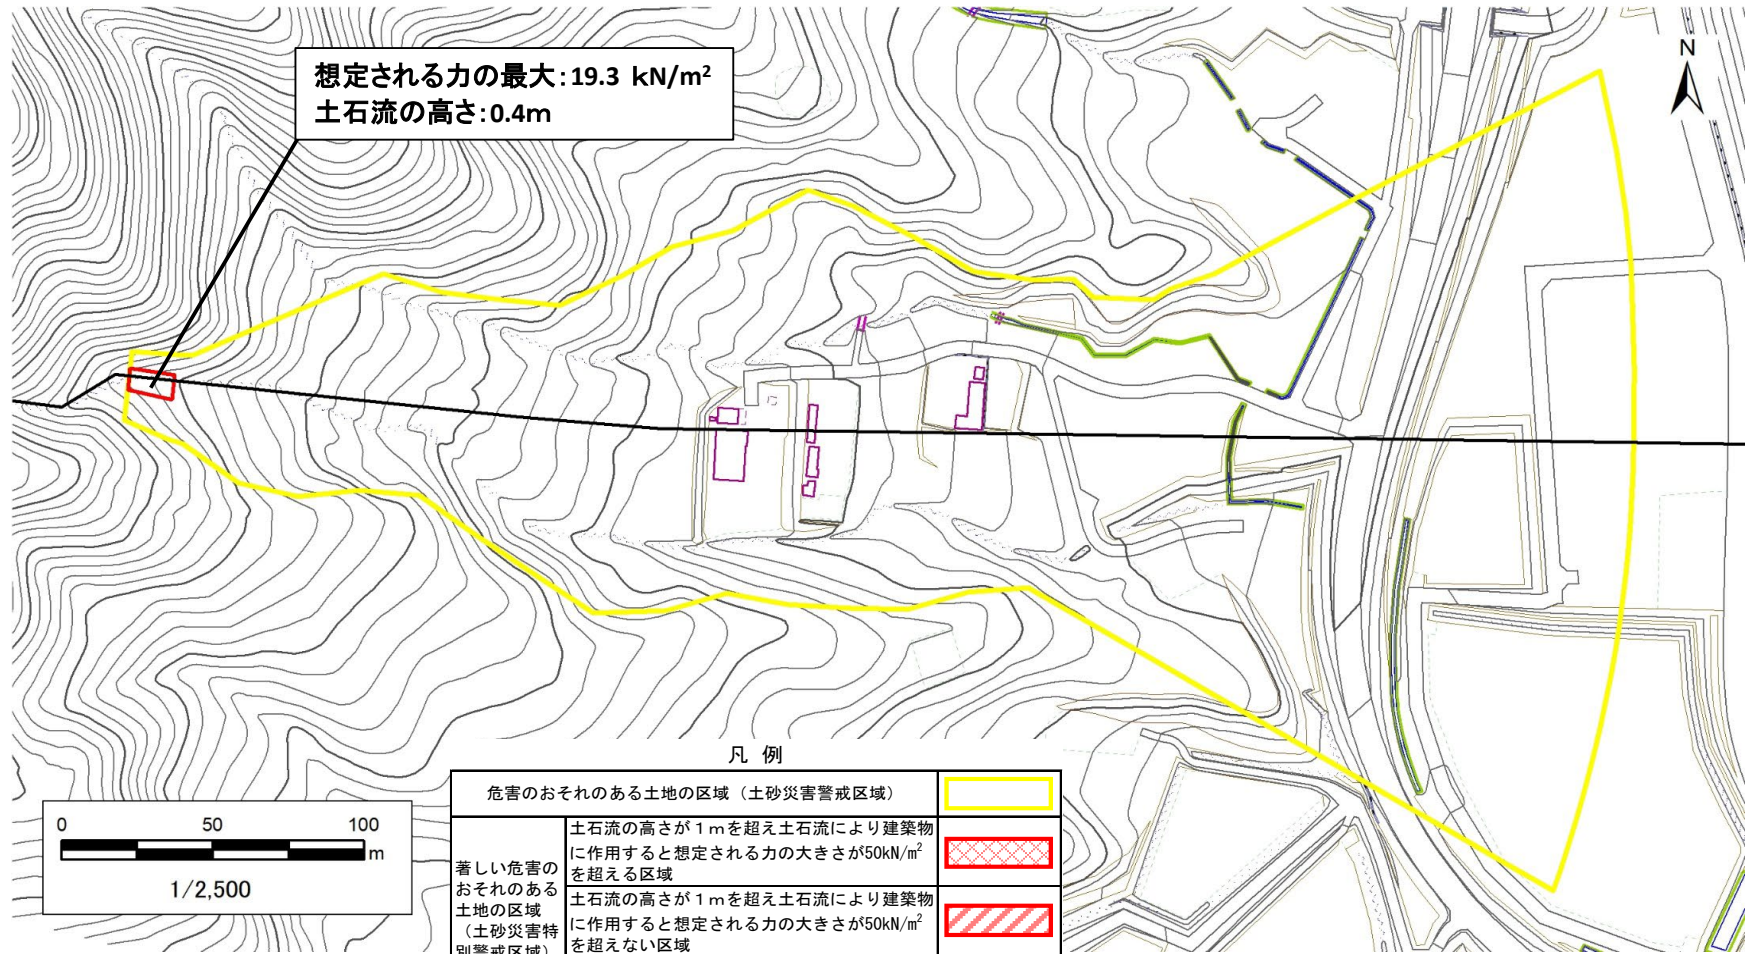 想定される力の最大：19.3 kN/m²
土石流の高さ：0.4m
N
凡 例
危害のおそれのある土地の区域（土砂災害警戒区域）
著しい危害の
おそれのある
土地の区域
（土砂災害特
別警戒区域）
土石流の高さが１ｍを超え土石流により建築物
に作用すると想定される力の大きさが50kN/m²
を超える区域
土石流の高さが１ｍを超え土石流により建築物
に作用すると想定される力の大きさが50kN/m²
を超えない区域
0 50 100
m
1/2,500